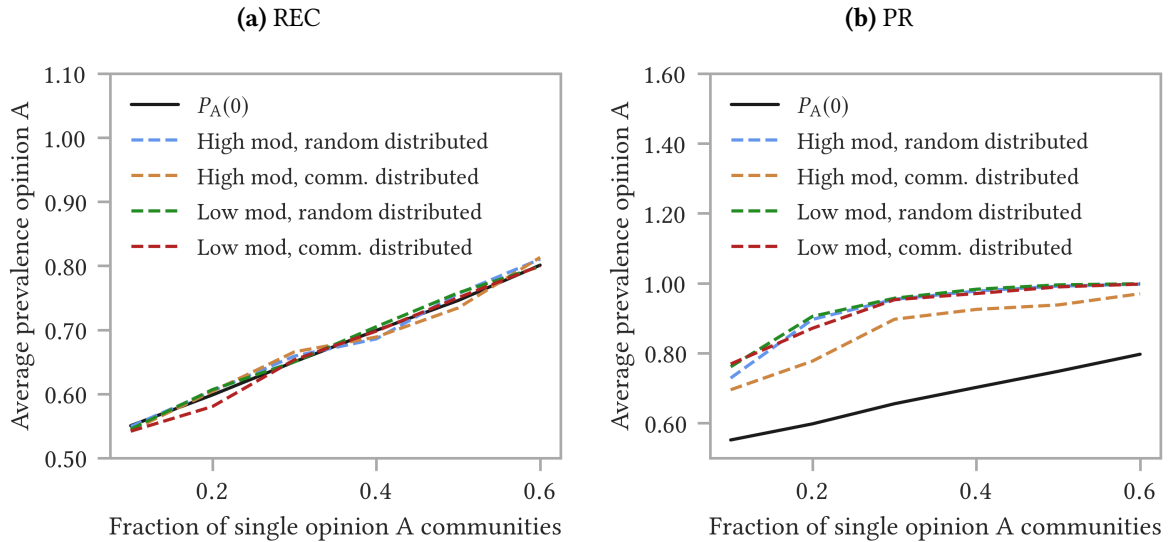 (a) REC
Average prevalence opinion A
1.10
1.00
0.90
0.80
0.70
0.60
0.50
P_A(0)
High mod, random distributed
High mod, comm. distributed
Low mod, random distributed
Low mod, comm. distributed
0.2
0.4
0.6
Fraction of single opinion A communities
(b) PR
Average prevalence opinion A
1.60
1.40
1.20
1.00
0.80
0.60
P_A(0)
High mod, random distributed
High mod, comm. distributed
Low mod, random distributed
Low mod, comm. distributed
0.2
0.4
0.6
Fraction of single opinion A communities